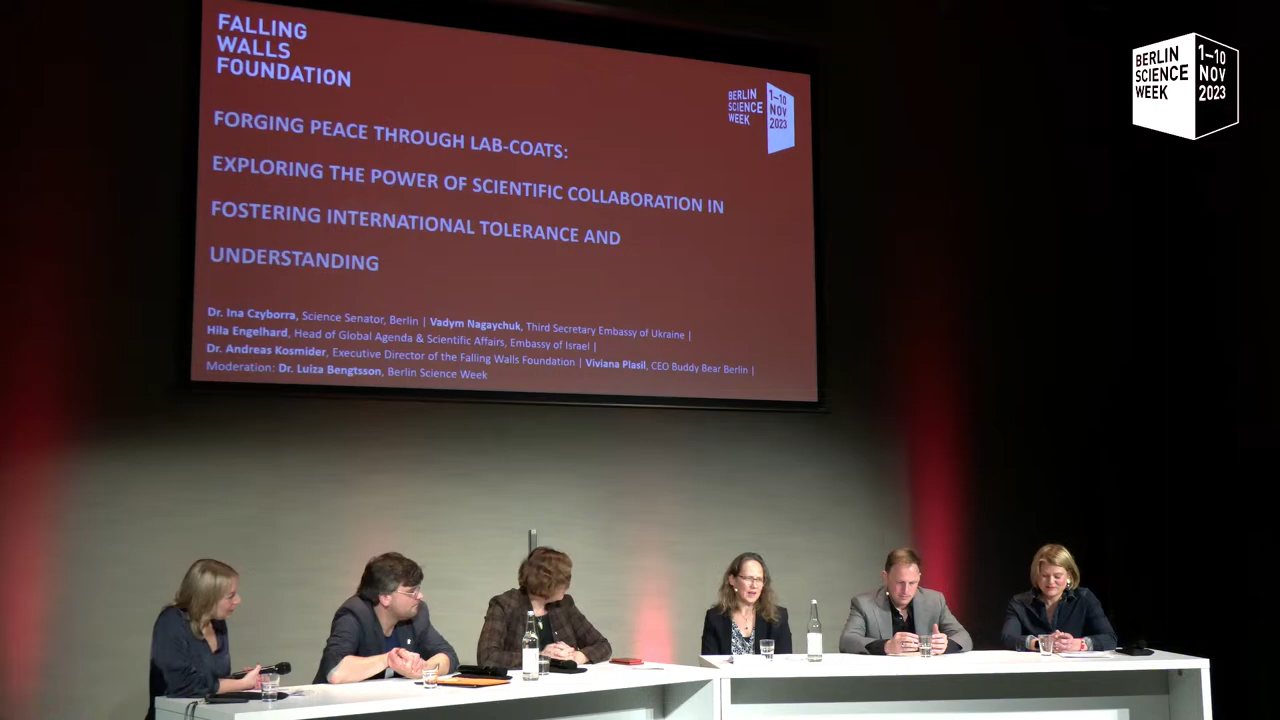 FALLING
WALLS
FOUNDATION
BERLIN
SCIENCE
WEEK
1–10
NOV
2023
FORGING PEACE THROUGH LAB-COATS:
EXPLORING THE POWER OF SCIENTIFIC COLLABORATION IN
FOSTERING INTERNATIONAL TOLERANCE AND
UNDERSTANDING
Dr. Ina Czyborra, Science Senator, Berlin | Vadym Nagaychuk, Third Secretary Embassy of Ukraine |
Hila Engelhard, Head of Global Agenda & Scientific Affairs, Embassy of Israel |
Dr. Andreas Kosmider, Executive Director of the Falling Walls Foundation | Viviana Plasil, CEO Buddy Bear Berlin |
Moderation: Dr. Luiza Bengtsson, Berlin Science Week
BERLIN
SCIENCE
WEEK
1–10
NOV
2023